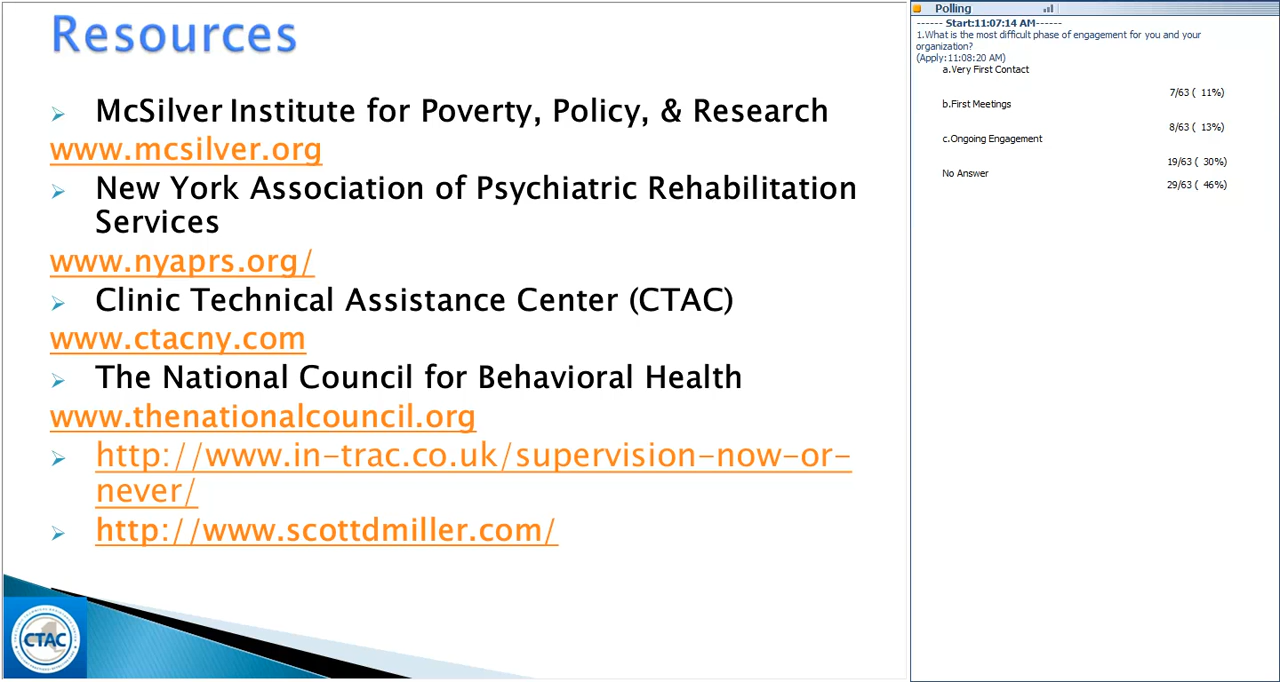 Resources
McSilver Institute for Poverty, Policy, & Research
www.mcsilver.org
New York Association of Psychiatric Rehabilitation
Services
www.nyaprs.org/
Clinic Technical Assistance Center (CTAC)
www.ctacny.com
The National Council for Behavioral Health
www.thenationalcouncil.org
http://www.in-trac.co.uk/supervision-now-or-
never/
http://www.scottdmiller.com/
CTAC
Polling
------ Start:11:07:14 AM------
1.What is the most difficult phase of engagement for you and your
organization?
(Apply:11:08:20 AM)
a.Very First Contact
7/63 ( 11%)
b.First Meetings
8/63 ( 13%)
c.Ongoing Engagement
19/63 ( 30%)
No Answer
29/63 ( 46%)